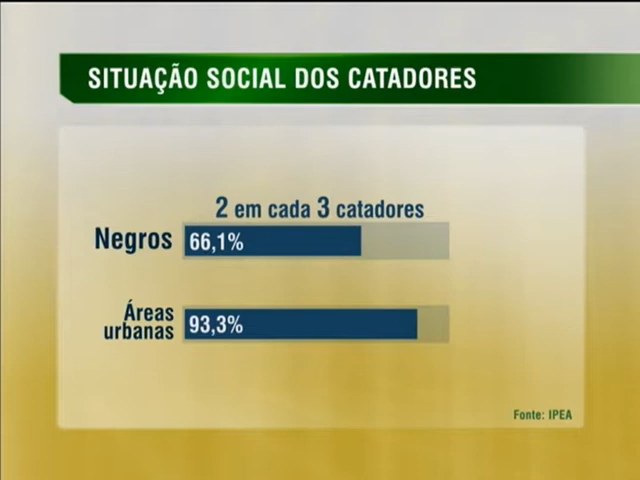 SITUAÇÃO SOCIAL DOS CATADORES
2 em cada 3 catadores
Negros 66,1%
Áreas
urbanas 93,3%
Fonte: IPEA